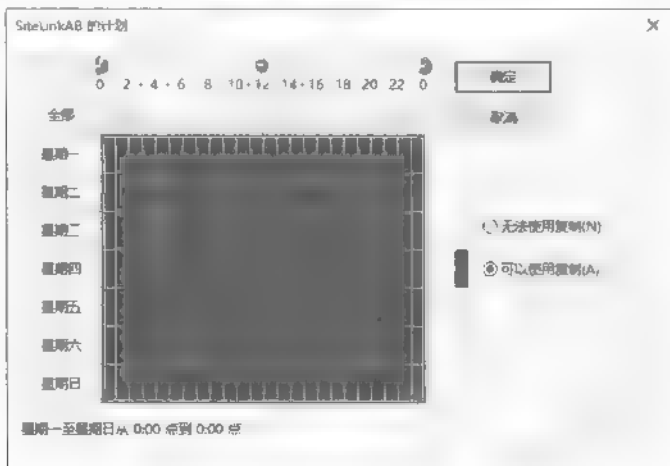 SiteLinkAB 的计划
0 2 • 4 • 6 8 10 • 12 14 • 16 18 20 22 0
确定
全部
取消
星期一
星期二
星期三
无法使用复制(N)
星期四
可以使用复制(A)
星期五
星期六
星期日
星期一至星期日从 0:00 点到 0:00 点